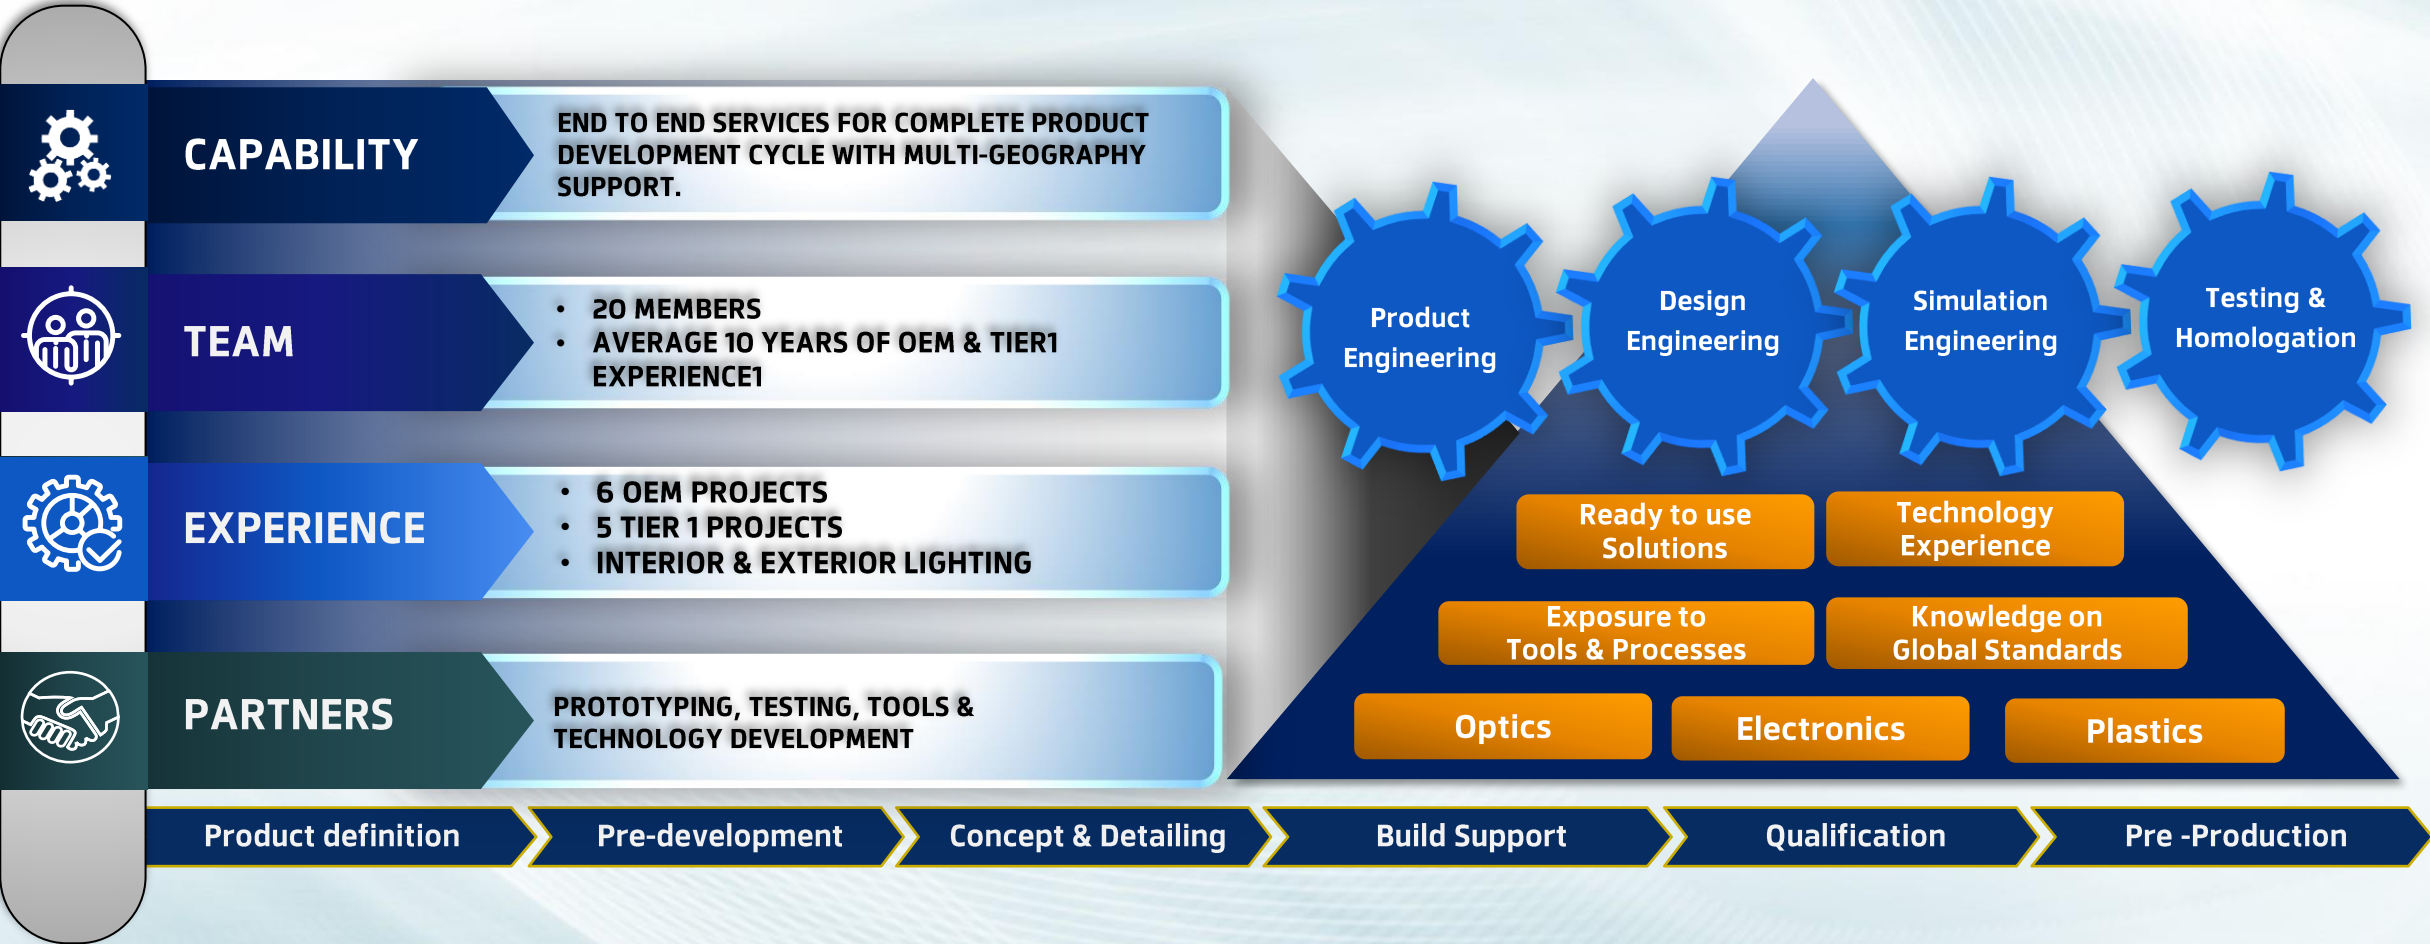 CAPABILITY
END TO END SERVICES FOR COMPLETE PRODUCT
DEVELOPMENT CYCLE WITH MULTI-GEOGRAPHY
SUPPORT.
TEAM
• 20 MEMBERS
• AVERAGE 10 YEARS OF OEM & TIER1
EXPERIENCE1
EXPERIENCE
• 6 OEM PROJECTS
• 5 TIER 1 PROJECTS
• INTERIOR & EXTERIOR LIGHTING
PARTNERS
PROTOTYPING, TESTING, TOOLS &
TECHNOLOGY DEVELOPMENT
Product
Engineering
Design
Engineering
Simulation
Engineering
Testing &
Homologation
Ready to use
Solutions
Technology
Experience
Exposure to
Tools & Processes
Knowledge on
Global Standards
Optics
Electronics
Plastics
Product definition
Pre-development
Concept & Detailing
Build Support
Qualification
Pre -Production